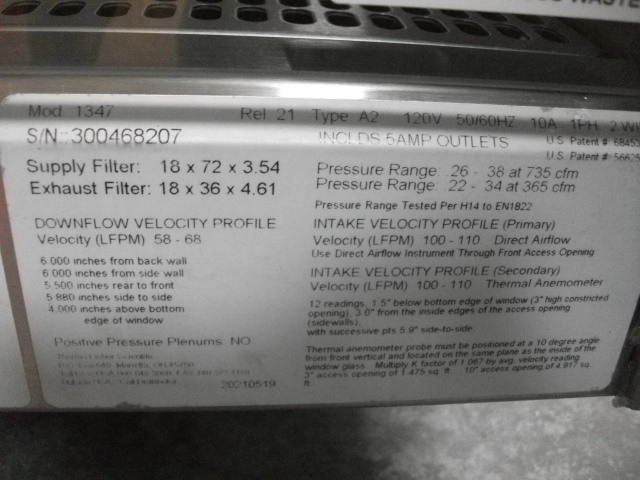 WASTE
Mod 1347 Rel 21 Type A2 120V 50/60HZ 10A 1PH 2
S/N: 300468207 INCLDS 5AMP OUTLETS U.S. Patent #
U.S. Patent #
Supply Filter: 18 x 72 x 3.54
Exhaust Filter: 18 x 36 x 4.61
Pressure Range: .26 - .38 at 735 cfm
Pressure Range: .22 - .34 at 365 cfm
Pressure Range Tested Per H14 to EN1822
DOWNFLOW VELOCITY PROFILE
Velocity (LFPM) 58 - 68
6.000 inches from back wall
6.000 inches from side wall
5.500 inches rear to front
5.880 inches side to side
4.000 inches above bottom
edge of window
Positive Pressure Plenums: NO
20210519
INTAKE VELOCITY PROFILE (Primary)
Velocity (LFPM) 100 - 110 Direct Airflow
Use Direct Airflow Instrument Through Front Access Opening
INTAKE VELOCITY PROFILE (Secondary)
Velocity (LFPM) 100 - 110 Thermal Anemometer
12 readings, 1.5" below bottom edge of window (3" high constricted
opening), 3.0" from the inside edges of the access opening
(sidewalls),
with successive pts 5.9" side-to-side.
Thermal anemometer probe must be positioned at a 10 degree angle
from front vertical and located on the same plane as the inside of the
window glass. Multiply K factor of 1.067 by avg. velocity reading
3" access opening of 1.475 sq. ft. 10" access opening of 4.917 sq.
ft.